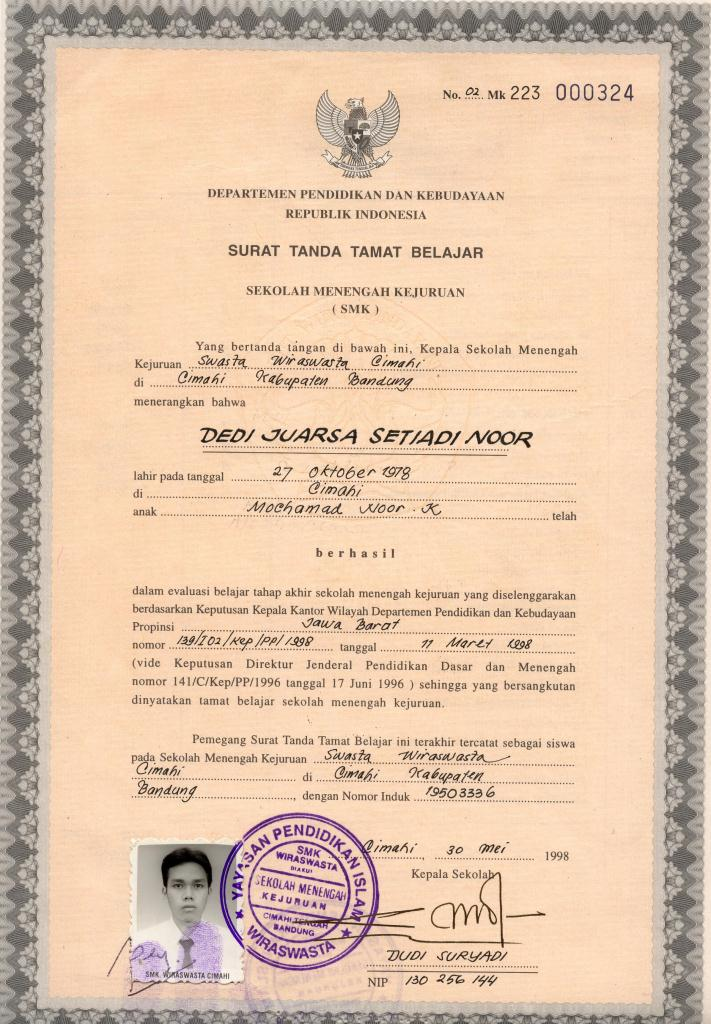 No. 02 Mk 223 000324
DEPARTEMEN PENDIDIKAN DAN KEBUDAYAAN
REPUBLIK INDONESIA
SURAT TANDA TAMAT BELAJAR
SEKOLAH MENENGAH KEJURUAN
( SMK )
Yang bertanda tangan di bawah ini, Kepala Sekolah Menengah
Kejuruan Swasta Wiraswasta Cimahi
di Cimahi Kabupaten Bandung
menerangkan bahwa
DEDI JUARSA SETIADI NOOR
lahir pada tanggal 27 Oktober 1978
di Cimahi
anak Mochamad Noor . K telah
berhasil
dalam evaluasi belajar tahap akhir sekolah menengah kejuruan yang diselenggarakan
berdasarkan Keputusan Kepala Kantor Wilayah Departemen Pendidikan dan Kebudayaan
Propinsi Jawa Barat
nomor 139/I02/Kep/PP/1998 tanggal 11 Maret 1998
(vide Keputusan Direktur Jenderal Pendidikan Dasar dan Menengah
nomor 141/C/Kep/PP/1996 tanggal 17 Juni 1996 ) sehingga yang bersangkutan
dinyatakan tamat belajar sekolah menengah kejuruan.
Pemegang Surat Tanda Tamat Belajar ini terakhir tercatat sebagai siswa
pada Sekolah Menengah Kejuruan Swasta Wiraswasta
Cimahi di Cimahi Kabupaten
Bandung, dengan Nomor Induk 19503336
Cimahi, 30 Mei 1998
Kepala Sekolah
YAYASAN PENDIDIKAN ISLAM
SMK
WIRASWASTA
DIAKUI
SEKOLAH MENENGAH
KEJURUAN
CIMAHI TENGAH
BANDUNG
WIRASWASTA
SMK. WIRASWASTA CIMAHI
DUDI SURYADI
NIP 130 256 144